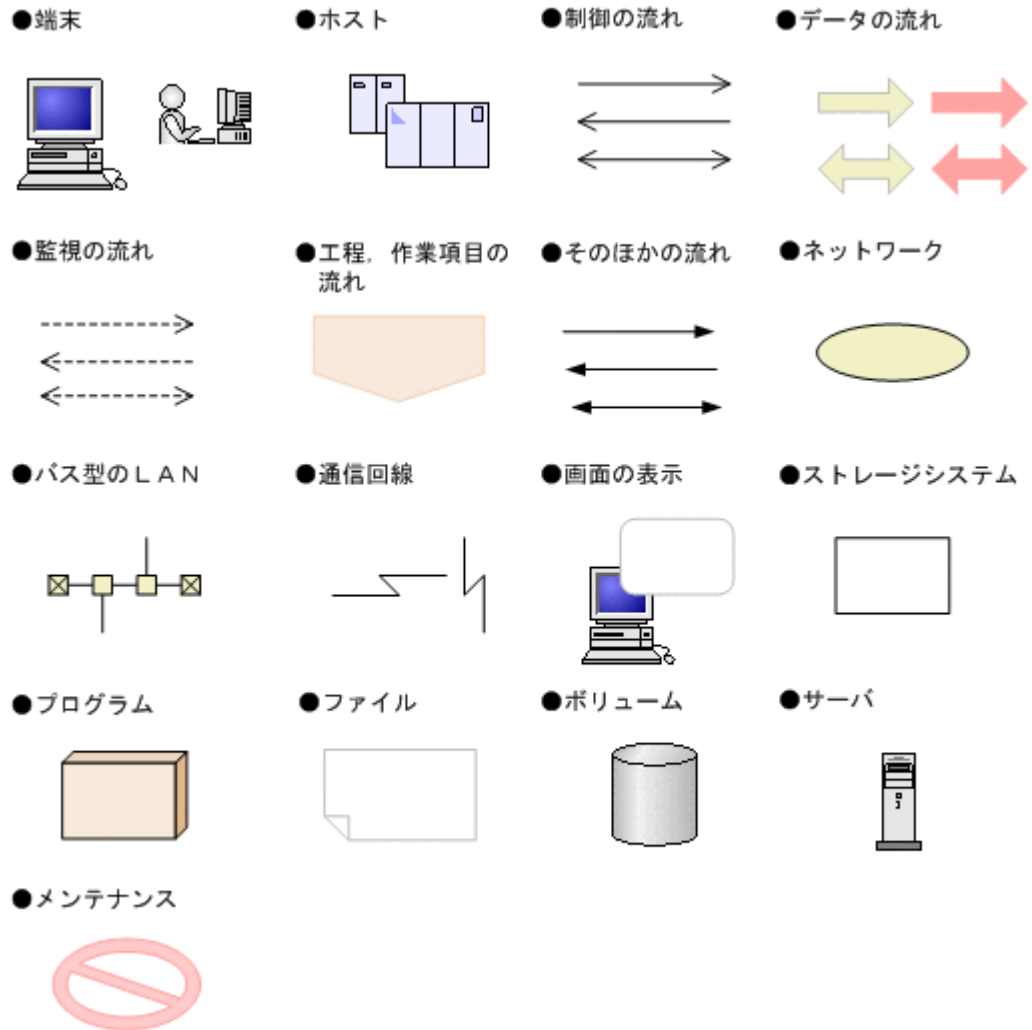 ●端末
●ホスト
●制御の流れ
●データの流れ
●監視の流れ
●工程，作業項目の
流れ
●そのほかの流れ
●ネットワーク
●バス型のＬＡＮ
●通信回線
●画面の表示
●ストレージシステム
●プログラム
●ファイル
●ボリューム
●サーバ
●メンテナンス